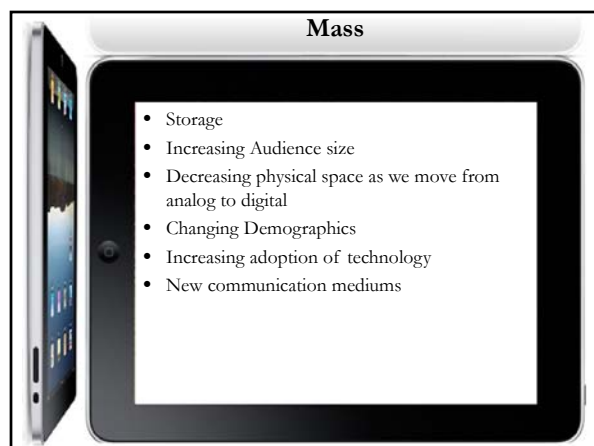 Mass
• Storage
• Increasing Audience size
• Decreasing physical space as we move from
analog to digital
• Changing Demographics
• Increasing adoption of technology
• New communication mediums